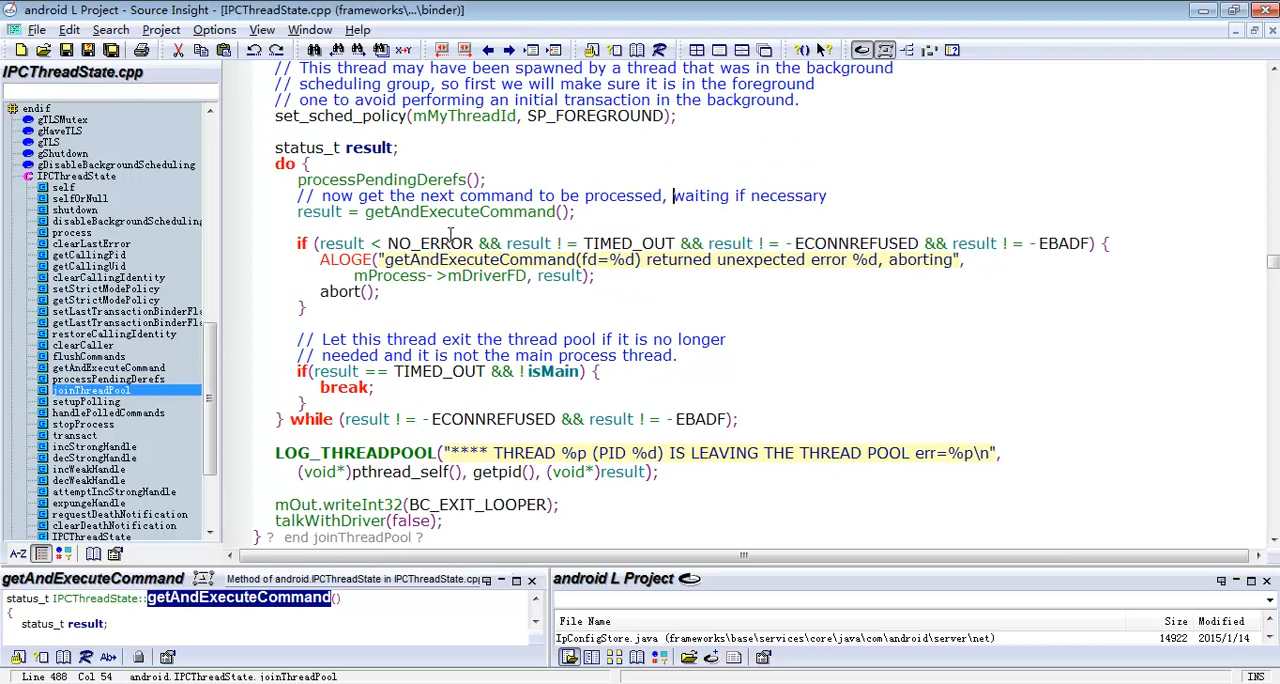 android L Project - Source Insight - [IPCThreadState.cpp (frameworks\...\binder)]
File Edit Search Project Options View Window Help
IPCThreadState.cpp
endif
gTLSMutex
gHaveTLS
gTLS
gShutdown
gDisableBackgroundScheduling
IPCThreadState
self
selfOrNull
shutdown
disableBackgroundSche
process
clearLastError
getCallingPid
getCallingUid
clearCallingIdentity
setStrictModePolicy
getStrictModePolicy
setLastTransactionBinderFl
getLastTransactionBinderFl
restoreCallingIdentity
clearCaller
flushCommands
getAndExecuteCommand
processPendingDerefs
joinThreadPool
setupPolling
handlePolledCommands
stopProcess
transact
incStrongHandle
decStrongHandle
incWeakHandle
decWeakHandle
attemptIncStrongHandle
expungeHandle
requestDeathNotification
clearDeathNotification
IPCThreadState
// This thread may have been spawned by a thread that was in the background
// scheduling group, so first we will make sure it is in the foreground
// one to avoid performing an initial transaction in the background.
set_sched_policy(mMyThreadId, SP_FOREGROUND);
status_t result;
do {
processPendingDerefs();
// now get the next command to be processed, waiting if necessary
result = getAndExecuteCommand();
if (result < NO_ERROR && result != TIMED_OUT && result != -ECONNREFUSED && result != -EBADF) {
ALOGE("getAndExecuteCommand(fd=%d) returned unexpected error %d, aborting",
mProcess->mDriverFD, result);
abort();
}
// Let this thread exit the thread pool if it is no longer
// needed and it is not the main process thread.
if(result == TIMED_OUT && !isMain) {
break;
}
} while (result != -ECONNREFUSED && result != -EBADF);
LOG_THREADPOOL("**** THREAD %p (PID %d) IS LEAVING THE THREAD POOL err=%p\n",
(void*)pthread_self(), getpid(), (void*)result);
mOut.writeInt32(BC_EXIT_LOOPER);
talkWithDriver(false);
} ? end joinThreadPool ?
A-Z
getAndExecuteCommand Method of android.IPCThreadState in IPCThreadState.cp
status_t IPCThreadState::getAndExecuteCommand()
{
status_t result;
android L Project
File Name Size Modified
IpConfigStore.java (frameworks\base\services\core\java\com\android\server\net) 14922 2015/1/14
Line 488 Col 54 android.IPCThreadState.joinThreadPool INS